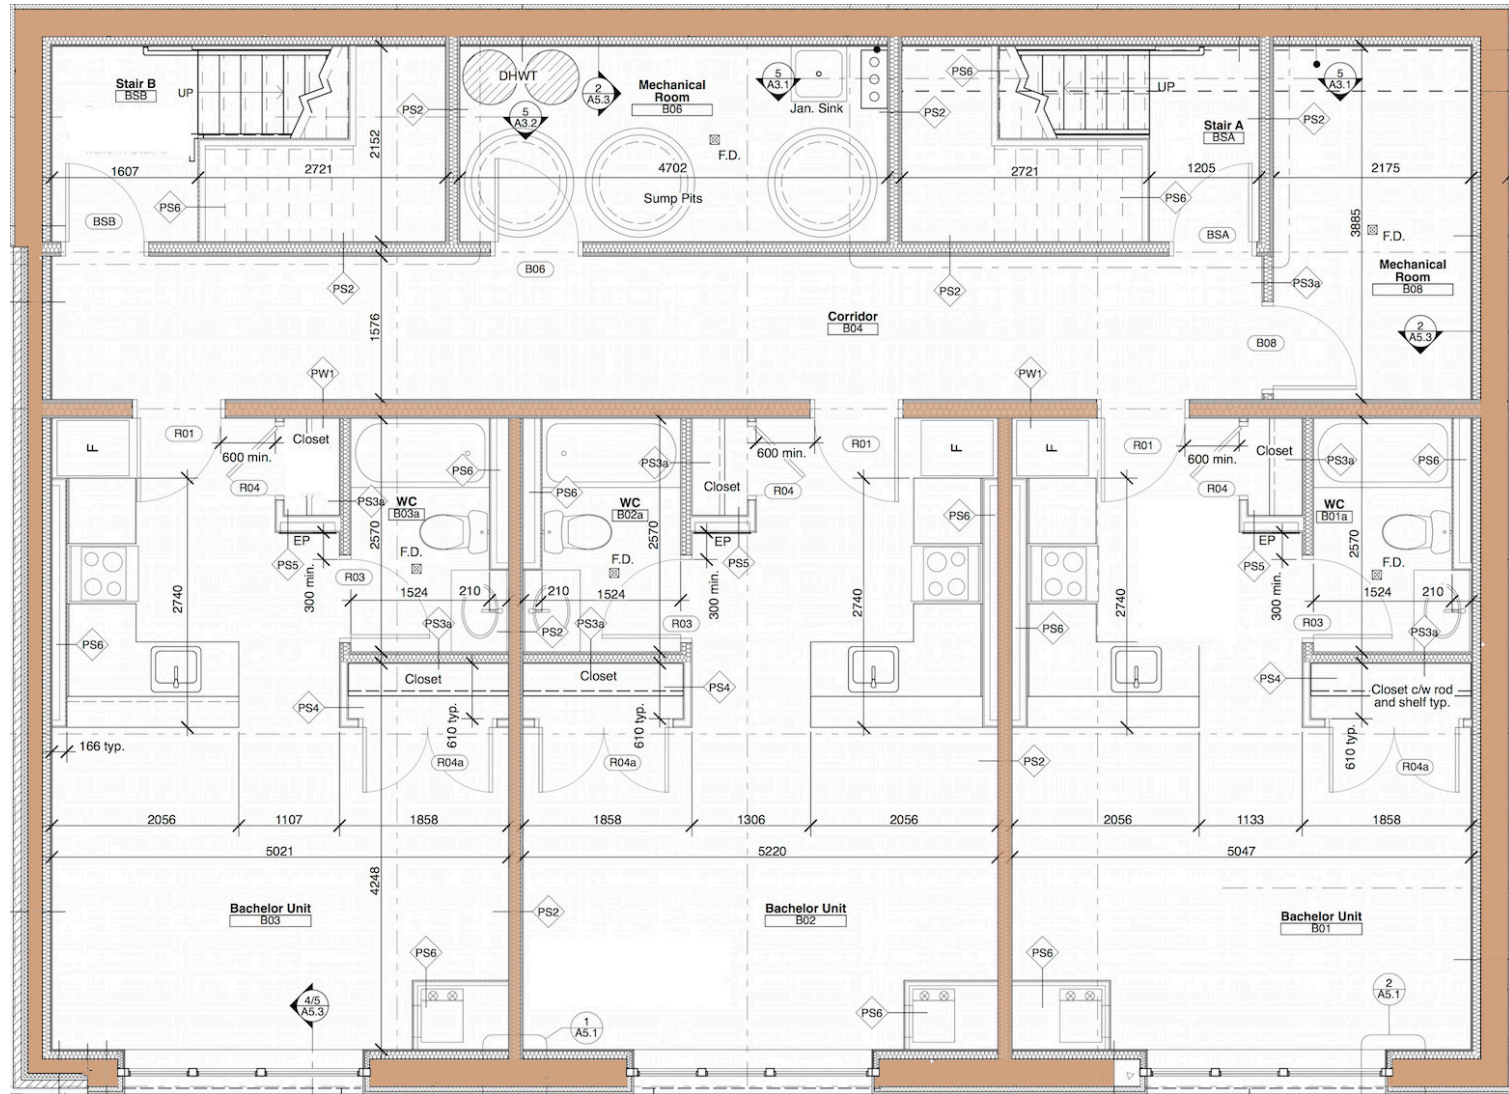 Stair B
BSB
UP
PS2
2152
1607
2721
PS6
BSB
PS2
DHWT
5
A3.2
2
A5.3
Mechanical
Room
B06
F.D.
4702
Sump Pits
B06
5
A3.1
Jan. Sink
PS2
PS6
UP
Stair A
BSA
2721
1205
PS6
BSA
PS2
PS2
5
A3.1
2175
3885
F.D.
Mechanical
Room
B08
PS3a
2
A5.3
B08
1576
Corridor
B04
PW1
PW1
F
R01
600 min.
Closet
R04
PS3a
WC
B03a
PS6
2570
F.D.
EP
PS5
300 min.
R03
1524
210
PS3a
PS2
2740
PS6
PS4
Closet
610 typ.
R04a
166 typ.
PS6
WC
B02a
2570
F.D.
210
1524
PS3a
R03
PS3a
Closet
600 min.
R04
R01
F
EP
PS5
300 min.
PS6
2740
Closet
PS4
610 typ.
R04a
PS2
F
R01
600 min.
Closet
R04
PS3a
PS6
WC
B01a
2570
F.D.
EP
PS5
300 min.
R03
1524
210
PS3a
2740
PS6
PS4
Closet c/w rod
and shelf typ.
610 typ.
R04a
2056
1107
1858
1858
1306
2056
2056
1133
1858
5021
5220
5047
4248
Bachelor Unit
B03
PS2
Bachelor Unit
B02
Bachelor Unit
B01
PS6
PS6
PS6
4/5
A5.3
1
A5.1
2
A5.1